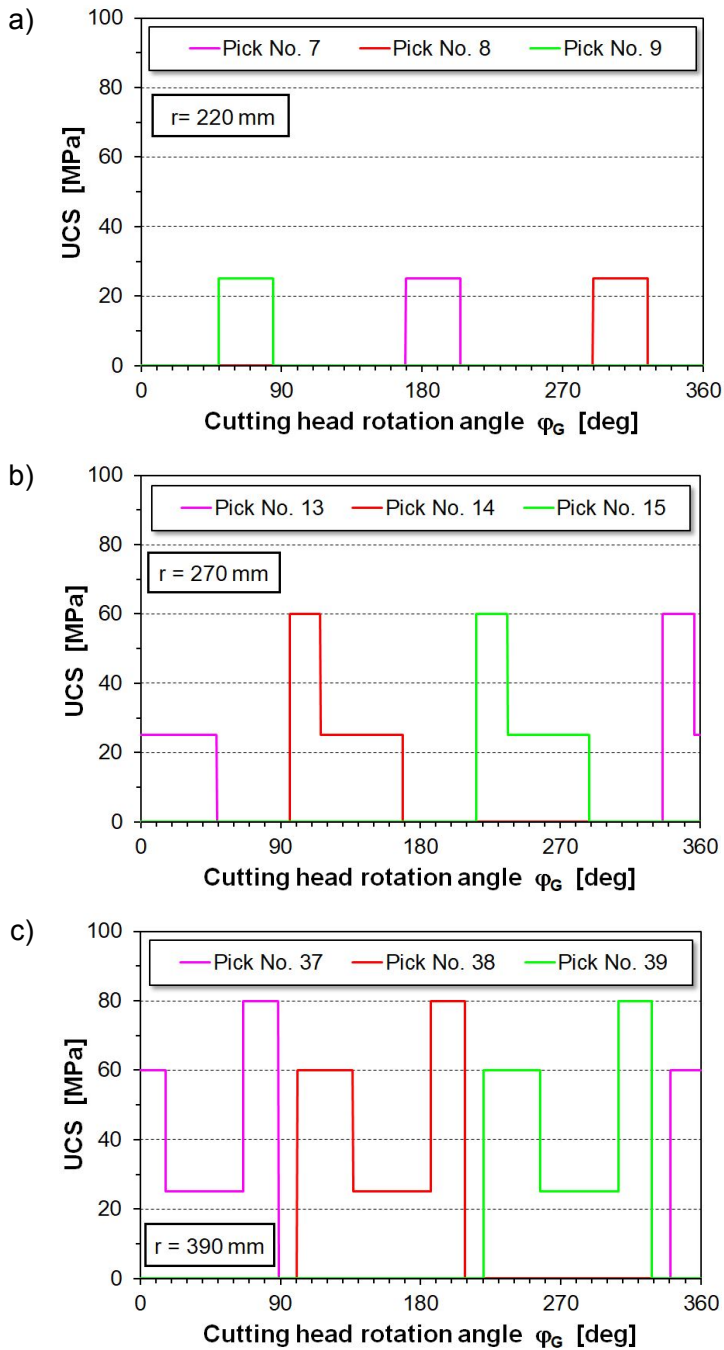 a)
100
80
60
40
20
0
UCS [MPa]
Pick No. 7 Pick No. 8 Pick No. 9
r= 220 mm
0 90 180 270 360
Cutting head rotation angle φG [deg]
b)
100
80
60
40
20
0
UCS [MPa]
Pick No. 13 Pick No. 14 Pick No. 15
r = 270 mm
0 90 180 270 360
Cutting head rotation angle φG [deg]
c)
100
80
60
40
20
0
UCS [MPa]
Pick No. 37 Pick No. 38 Pick No. 39
r = 390 mm
0 90 180 270 360
Cutting head rotation angle φG [deg]